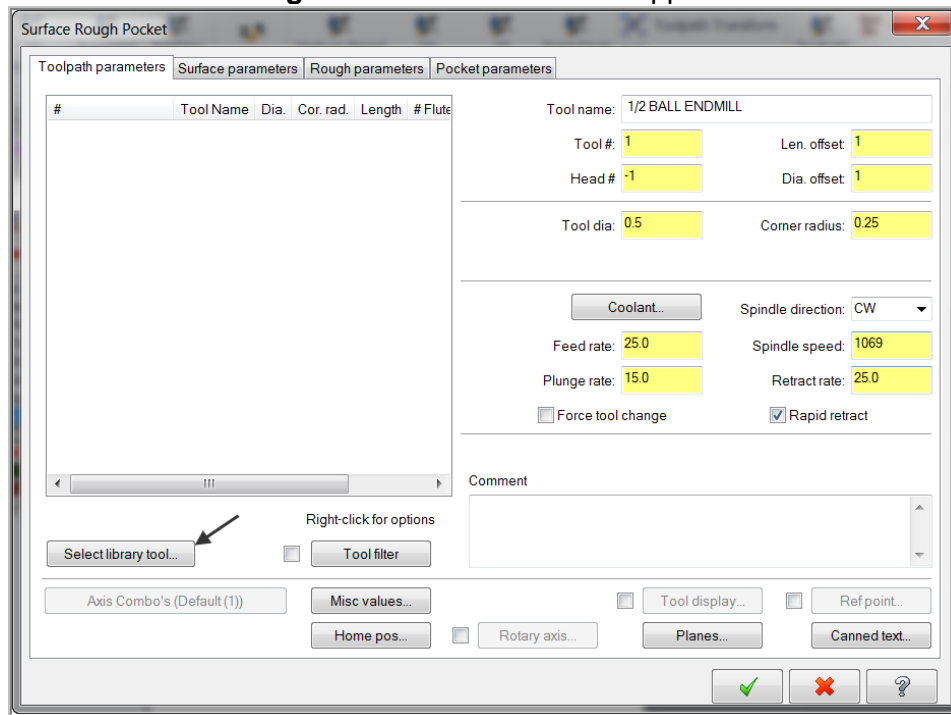 Surface Rough Pocket
Toolpath parameters Surface parameters Rough parameters Pocket parameters
# Tool Name Dia. Cor. rad. Length # Flute
Tool name: 1/2 BALL ENDMILL
Tool #: 1 Len. offset: 1
Head # -1 Dia. offset: 1
Tool dia: 0.5 Corner radius: 0.25
Coolant... Spindle direction: CW
Feed rate: 25.0 Spindle speed: 1069
Plunge rate: 15.0 Retract rate: 25.0
Force tool change Rapid retract
Comment
Right-click for options
Select library tool... Tool filter
Axis Combo's (Default (1)) Misc values... Tool display... Ref point...
Home pos... Rotary axis... Planes... Canned text...